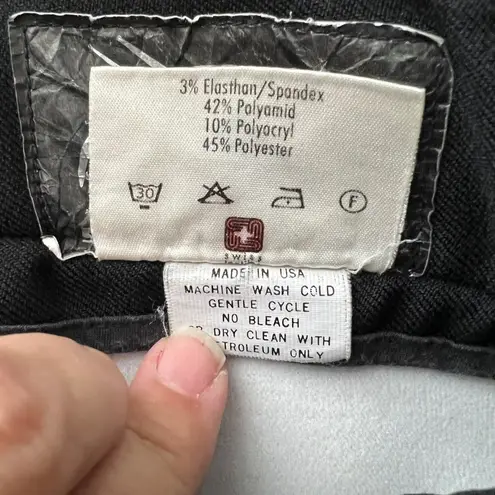 3% Elasthan/Spandex
42% Polyamid
10% Polyacryl
45% Polyester
30 F
SWISS
MADE IN USA
MACHINE WASH COLD
GENTLE CYCLE
NO BLEACH
DRY CLEAN WITH
ONLY